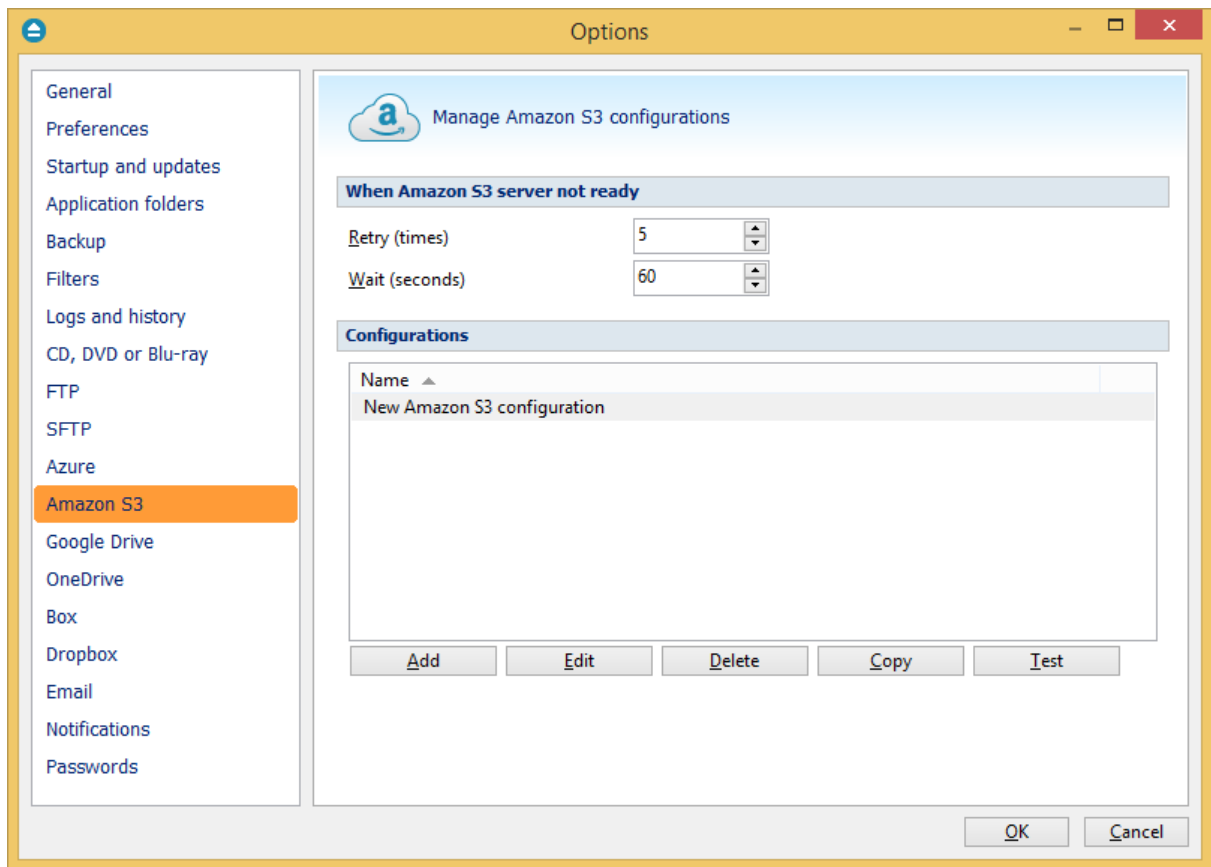 Options
General
Preferences
Startup and updates
Application folders
Backup
Filters
Logs and history
CD, DVD or Blu-ray
FTP
SFTP
Azure
Amazon S3
Google Drive
OneDrive
Box
Dropbox
Email
Notifications
Passwords
a
Manage Amazon S3 configurations
When Amazon S3 server not ready
Retry (times) 5
Wait (seconds) 60
Configurations
Name
New Amazon S3 configuration
Add Edit Delete Copy Test
OK Cancel